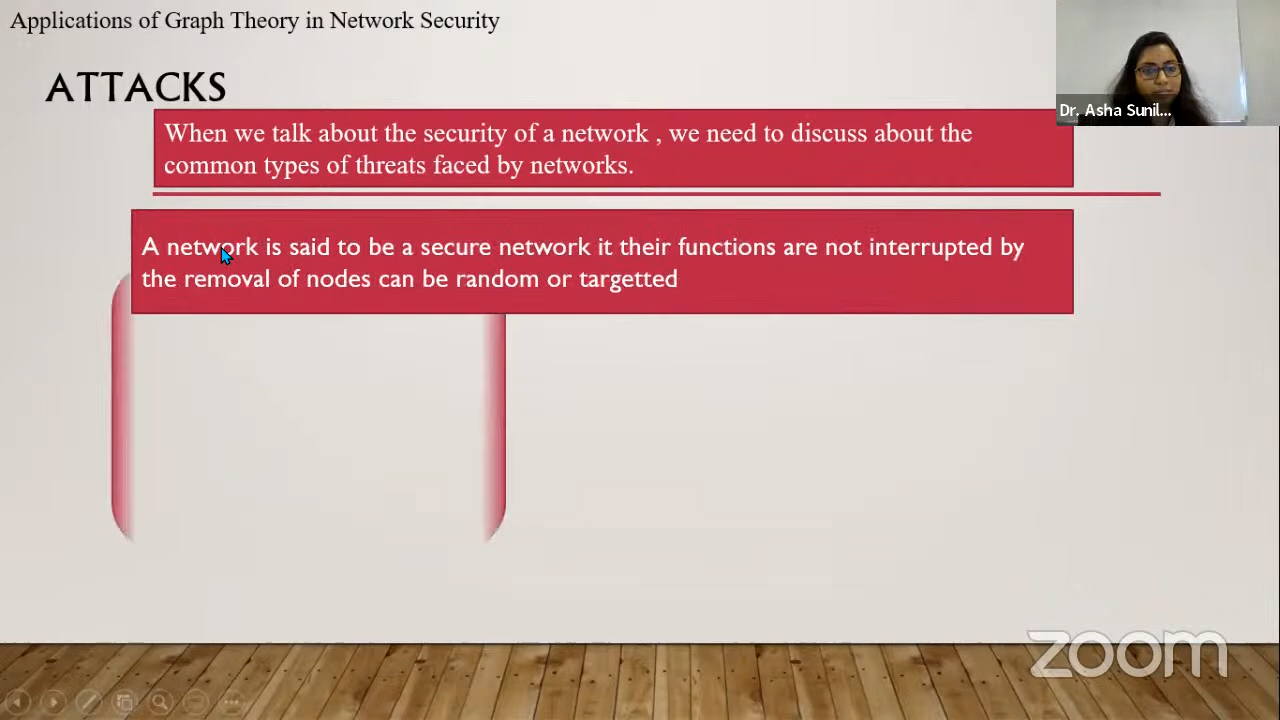 Applications of Graph Theory in Network Security
ATTACKS
Dr. Asha Sunil...
When we talk about the security of a network , we need to discuss about the
common types of threats faced by networks.
A network is said to be a secure network it their functions are not interrupted by
the removal of nodes can be random or targetted
zoom